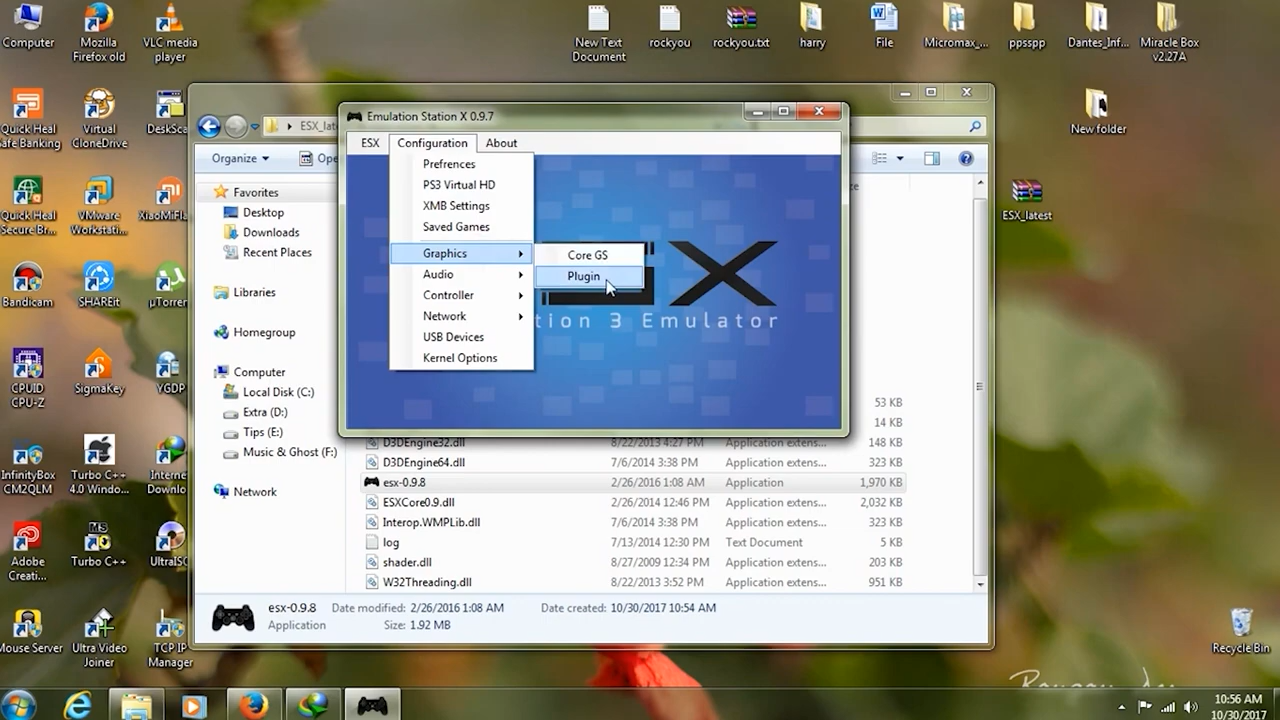 Computer
Mozilla
Firefox old
VLC media
player
New Text
Document
rockyou
rockyou.txt
harry
File
Micromax_...
ppsspp
Dantes_Inf...
Miracle Box
v2.27A
New folder
ESX_latest
Quick Heal
Safe Banking
Virtual
CloneDrive
DeskSca
Quick Heal
Secure Br...
VMware
Workstati...
XiaoMiFla
Bandicam
SHAREit
µTorren
CPUID
CPU-Z
SigmaKey
YGDP
InfinityBox
CM2QLM
Turbo C++
4.0 Windo...
Interne
Downlo
Adobe
Creati...
Turbo C++
UltraISO
Mouse Server
Ultra Video
Joiner
TCP IP
Manager
Recycle Bin
ESX_late
Organize
Ope
Favorites
Desktop
Downloads
Recent Places
Libraries
Homegroup
Computer
Local Disk (C:)
Extra (D:)
Tips (E:)
Music & Ghost (F:)
Network
Emulation Station X 0.9.7
ESX Configuration About
Prefrences
PS3 Virtual HD
XMB Settings
Saved Games
Graphics
Audio
Controller
Network
USB Devices
Kernel Options
Core GS
Plugin
X
tion 3 Emulator
53 KB
14 KB
D3DEngine32.dll 8/22/2013 4:27 PM Application extens... 148 KB
D3DEngine64.dll 7/6/2014 3:38 PM Application extens... 323 KB
esx-0.9.8 2/26/2016 1:08 AM Application 1,970 KB
ESXCore0.9.dll 2/26/2014 12:46 PM Application extens... 2,032 KB
Interop.WMPLib.dll 7/6/2014 3:38 PM Application extens... 323 KB
log 7/13/2014 12:30 PM Text Document 5 KB
shader.dll 8/27/2009 12:34 PM Application extens... 203 KB
W32Threading.dll 8/22/2013 3:52 PM Application extens... 951 KB
esx-0.9.8 Date modified: 2/26/2016 1:08 AM Date created: 10/30/2017 10:54 AM
Application Size: 1.92 MB
10:56 AM
10/30/2017